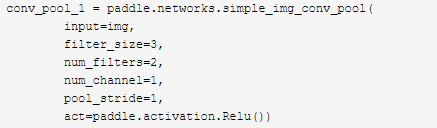 conv_pool_1 = paddle.networks.simple_img_conv_pool(
        input=img,
        filter_size=3,
        num_filters=2,
        num_channel=1,
        pool_stride=1,
        act=paddle.activation.Relu())